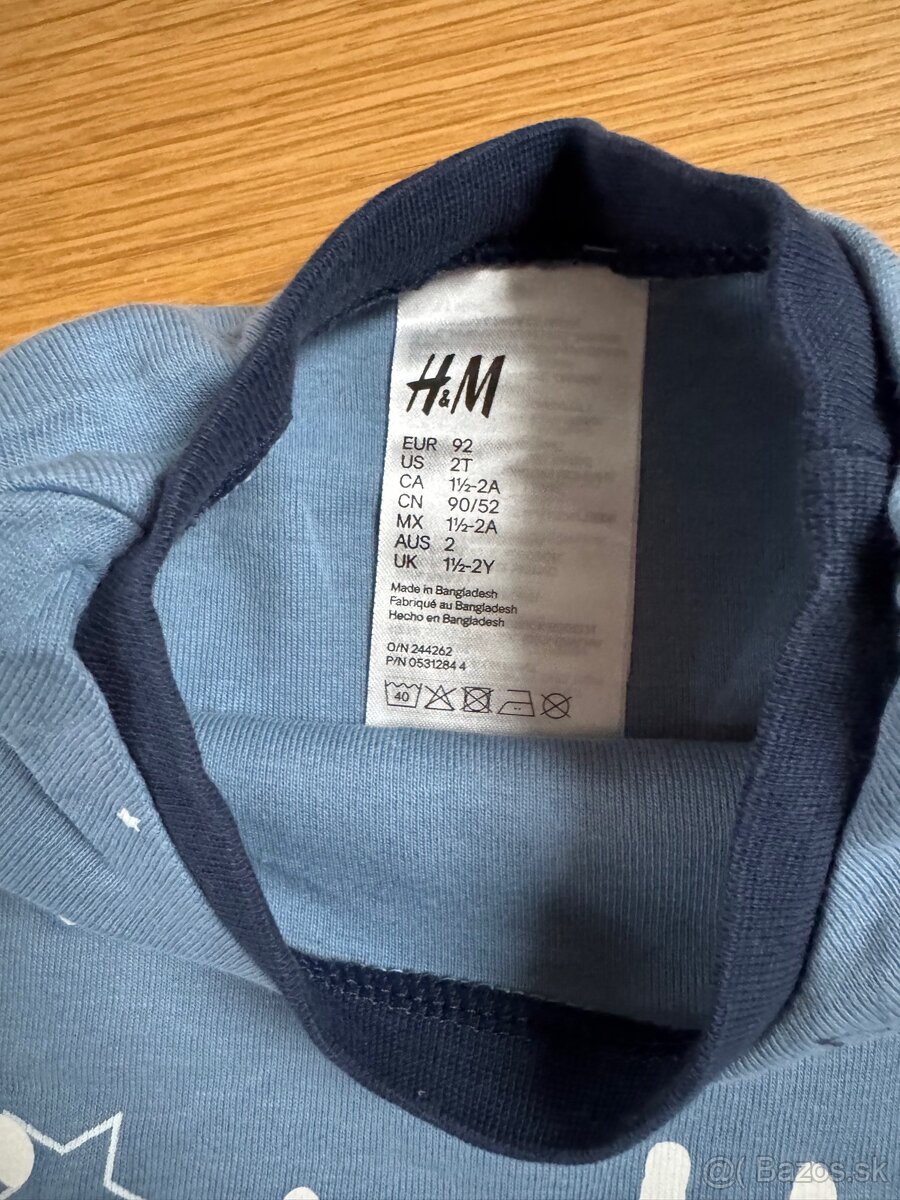 H&M
EUR 92
US 2T
CA 1½-2A
CN 90/52
MX 1½-2A
AUS 2
UK 1½-2Y
Made in Bangladesh
Fabriqué au Bangladesh
Hecho en Bangladesh
O/N 244262
P/N 0531284 4
40
@( Bazos.sk